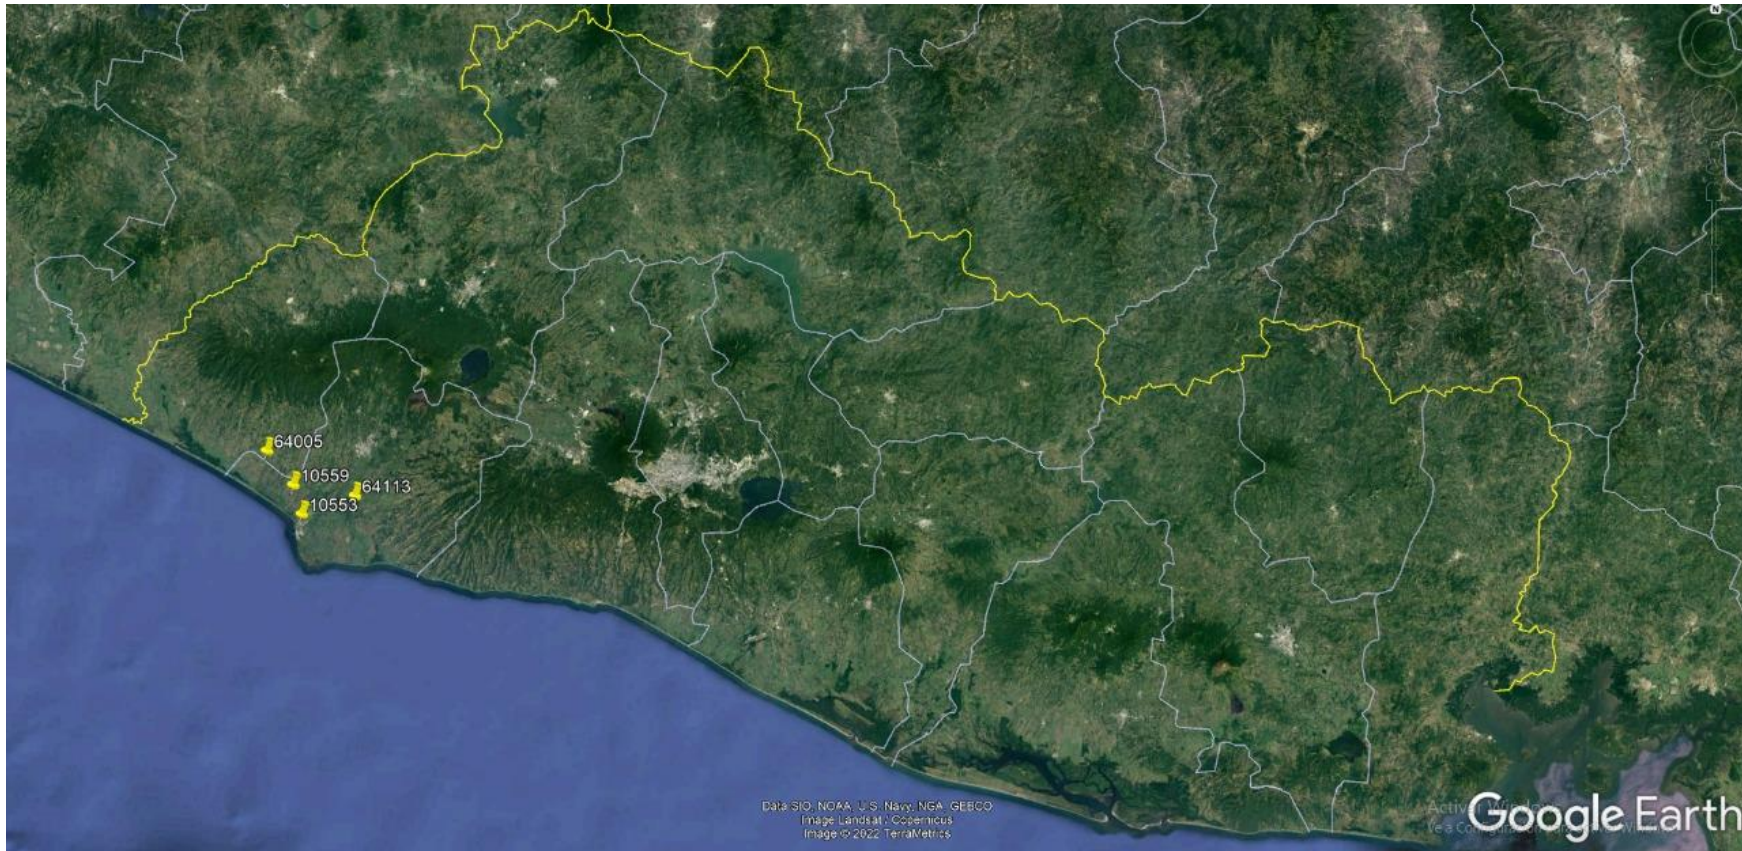 N
64005
10559
64113
10553
Data SIO, NOAA, U.S. Navy, NGA, GEBCO
Image Landsat / Copernicus
Image © 2022 TerraMetrics
Google Earth